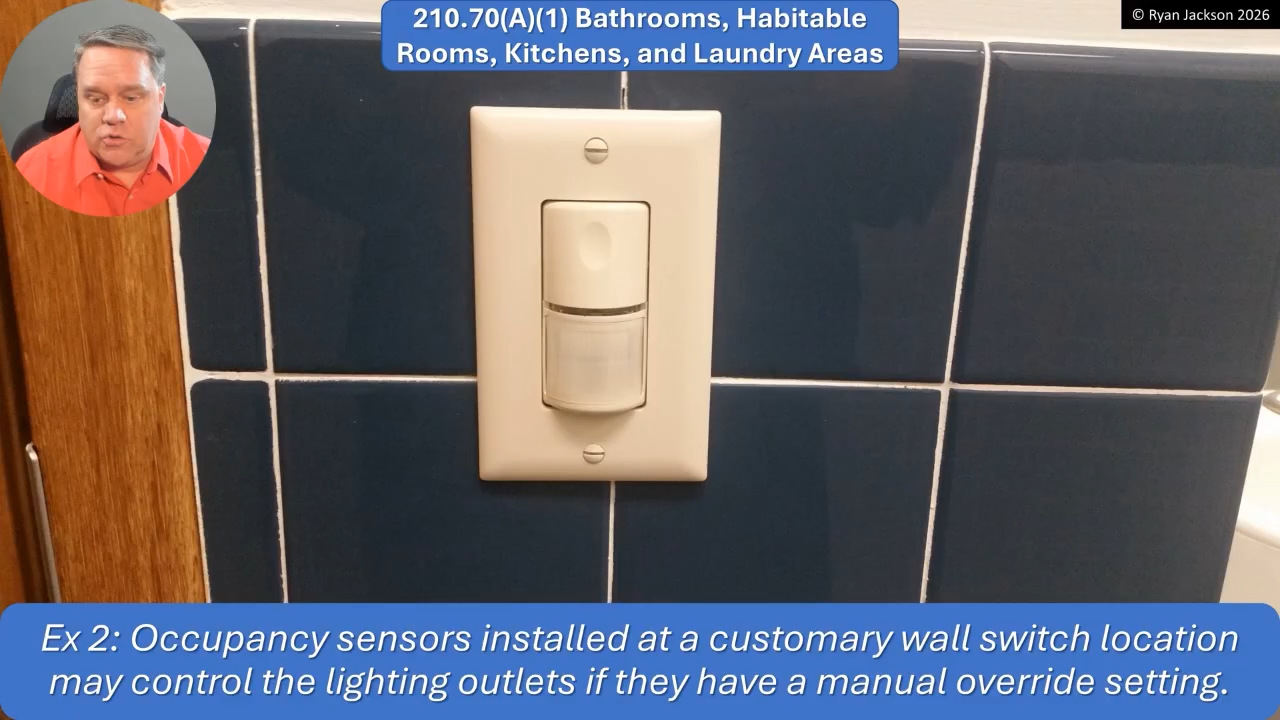 210.70(A)(1) Bathrooms, Habitable
Rooms, Kitchens, and Laundry Areas
© Ryan Jackson 2026
Ex 2: Occupancy sensors installed at a customary wall switch location
may control the lighting outlets if they have a manual override setting.